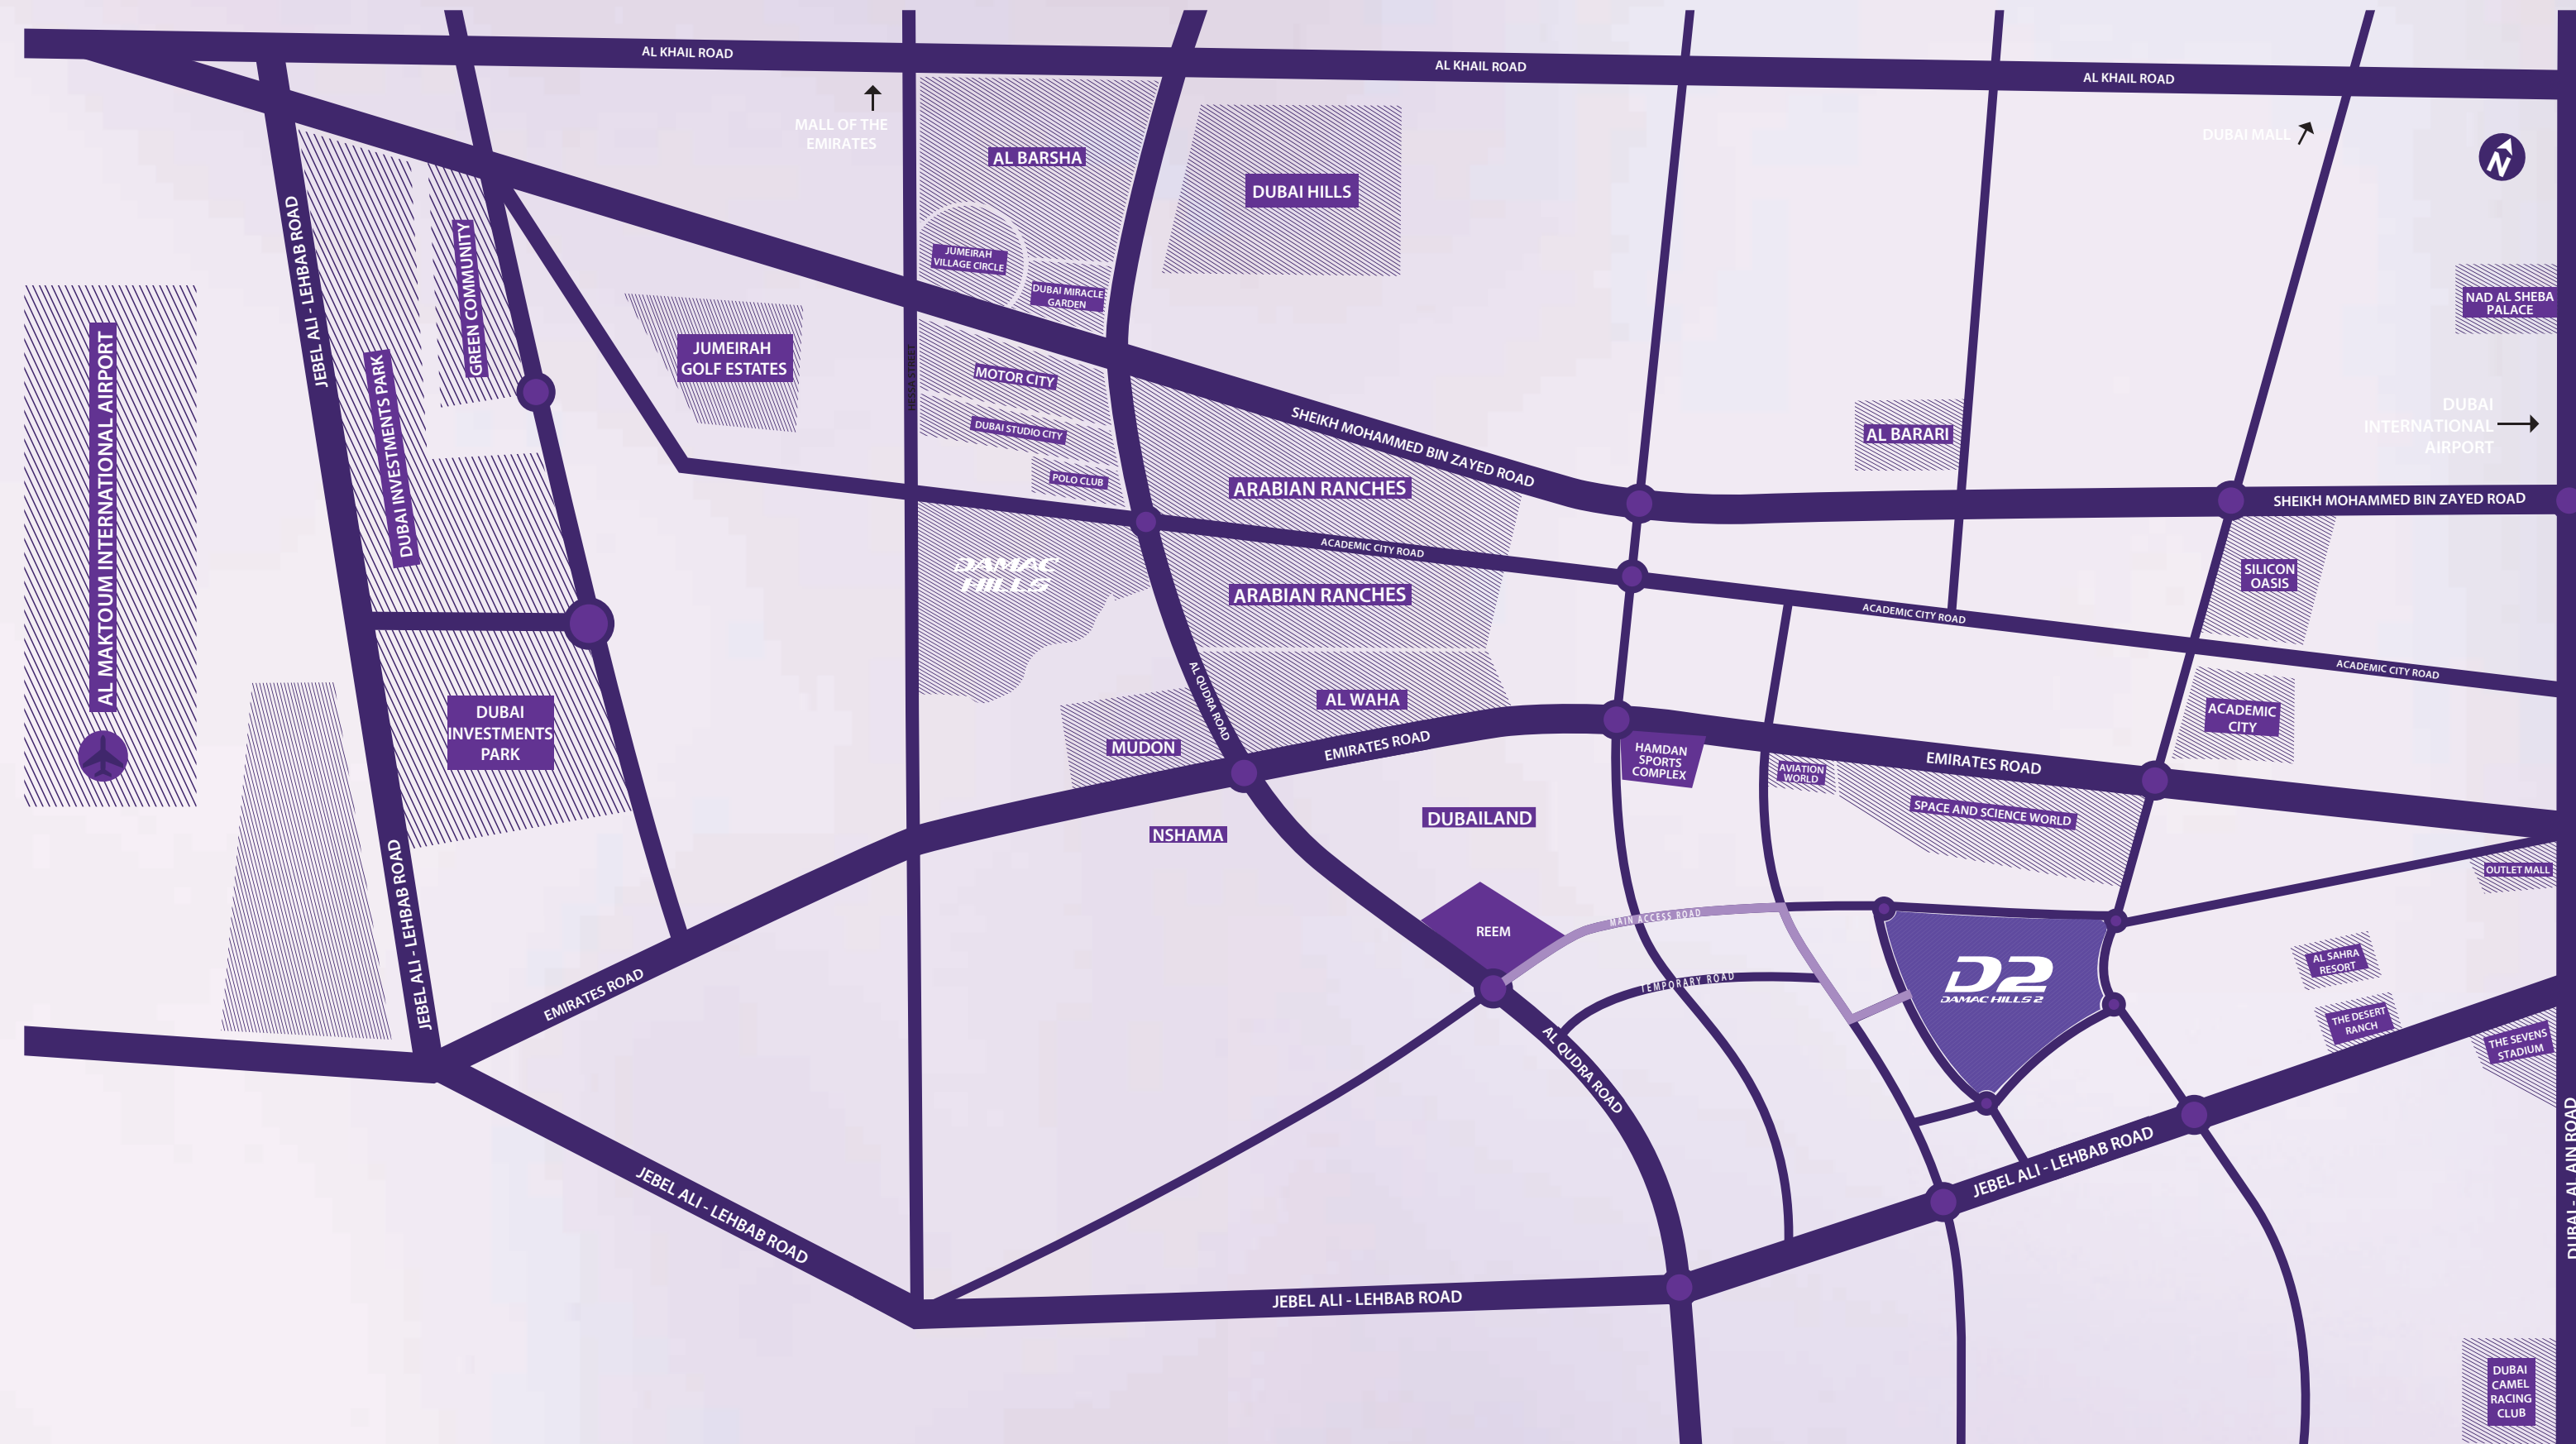 AL KHAIL ROAD
AL KHAIL ROAD
AL KHAIL ROAD
MALL OF THE
EMIRATES
DUBAI MALL
N
AL BARSHA
DUBAI HILLS
JEBEL ALI - LEHBAB ROAD
GREEN COMMUNITY
JUMEIRAH
VILLAGE CIRCLE
DUBAI MIRACLE
GARDEN
NAD AL SHEBA
PALACE
AL MAKTOUM INTERNATIONAL AIRPORT
DUBAI INVESTMENTS PARK
JUMEIRAH
GOLF ESTATES
HESSA STREET
MOTOR CITY
DUBAI STUDIO CITY
POLO CLUB
SHEIKH MOHAMMED BIN ZAYED ROAD
AL BARARI
DUBAI
INTERNATIONAL
AIRPORT
ARABIAN RANCHES
SHEIKH MOHAMMED BIN ZAYED ROAD
ACADEMIC CITY ROAD
DAMAC
HILLS
ARABIAN RANCHES
SILICON
OASIS
ACADEMIC CITY ROAD
ACADEMIC CITY ROAD
AL QUDRA ROAD
AL WAHA
DUBAI
INVESTMENTS
PARK
MUDON
EMIRATES ROAD
HAMDAN
SPORTS
COMPLEX
AVIATION
WORLD
EMIRATES ROAD
ACADEMIC
CITY
SPACE AND SCIENCE WORLD
NSHAMA
DUBAILAND
OUTLET MALL
JEBEL ALI - LEHBAB ROAD
REEM
MAIN ACCESS ROAD
TEMPORARY ROAD
D2
DAMAC HILLS 2
AL SAHRA
RESORT
THE DESERT
RANCH
THE SEVENS
STADIUM
EMIRATES ROAD
AL QUDRA ROAD
JEBEL ALI - LEHBAB ROAD
JEBEL ALI - LEHBAB ROAD
DUBAI - AL - AIN ROAD
JEBEL ALI - LEHBAB ROAD
DUBAI
CAMEL
RACING
CLUB